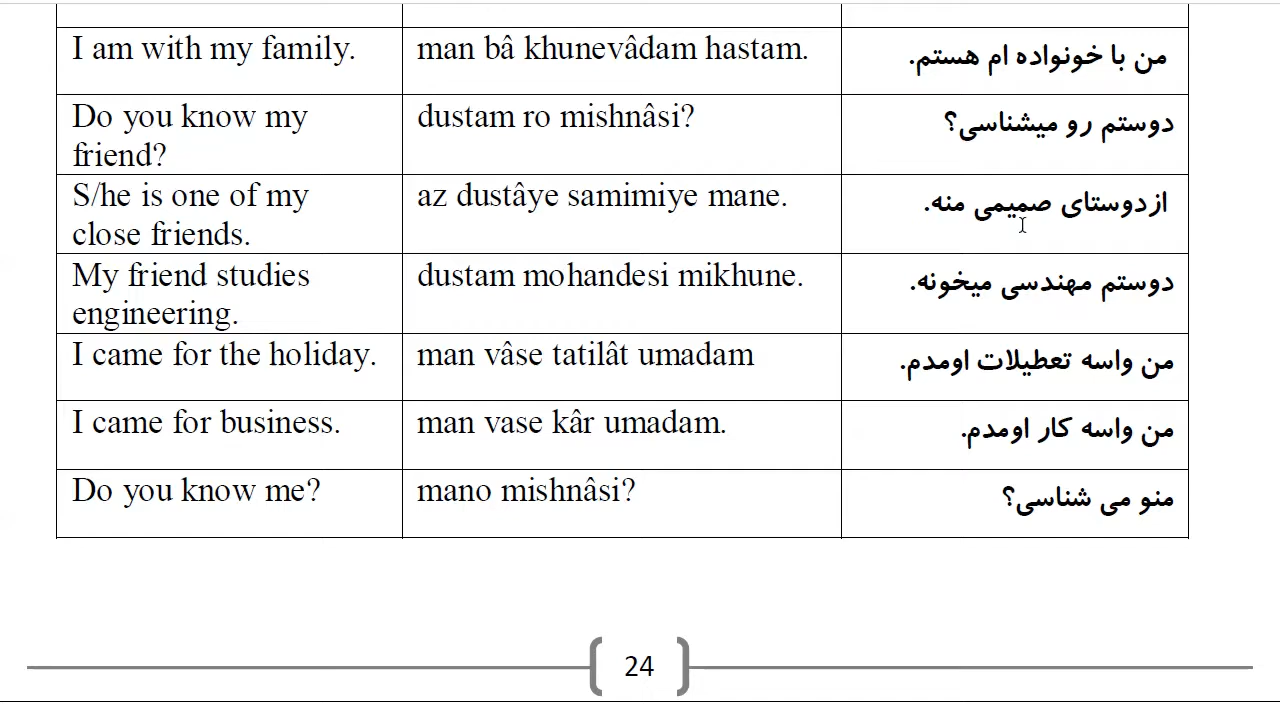 I am with my family.
man bâ khunevâdam hastam.
من با خونواده ام هستم.
Do you know my
friend?
dustam ro mishnâsi?
دوستم رو میشناسی؟
S/he is one of my
close friends.
az dustâye samimiye mane.
ازدوستای صمیمی منه.
My friend studies
engineering.
dustam mohandesi mikhune.
دوستم مهندسی میخونه.
I came for the holiday.
man vâse tatilât umadam
من واسه تعطیلات اومدم.
I came for business.
man vase kâr umadam.
من واسه کار اومدم.
Do you know me?
mano mishnâsi?
منو می شناسی؟
24